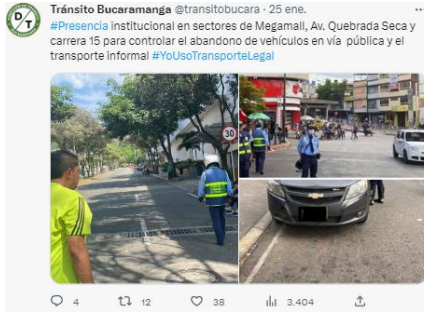 Tránsito Bucaramanga @transitobucara · 25 ene. ...
#Presencia institucional en sectores de Megamall, Av. Quebrada Seca y
carrera 15 para controlar el abandono de vehículos en vía pública y el
transporte informal #YoUsoTransporteLegal
30
4 12 38 3.404